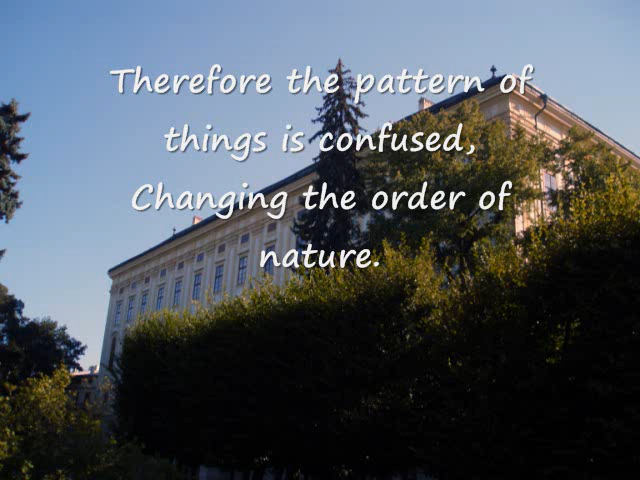 Therefore the pattern of
things is confused,
Changing the order of
nature.